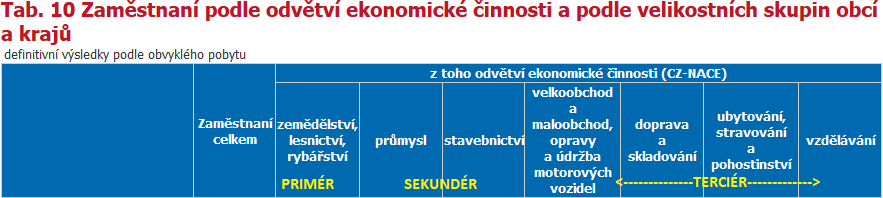 Tab. 10 Zaměstnaní podle odvětví ekonomické činnosti a podle velikostních skupin obcí
a krajů
definitivní výsledky podle obvyklého pobytu
z toho odvětví ekonomické činnosti (CZ-NACE)
Zaměstnaní
celkem
zemědělství,
lesnictví,
rybářství
průmysl
stavebnictví
velkoobchod
a
maloobchod,
opravy
a údržba
motorových
vozidel
doprava
a
skladování
ubytování,
stravování
a
pohostinství
vzdělávání
PRIMÉR
SEKUNDÉR
<--------------TERCIÉR------------->